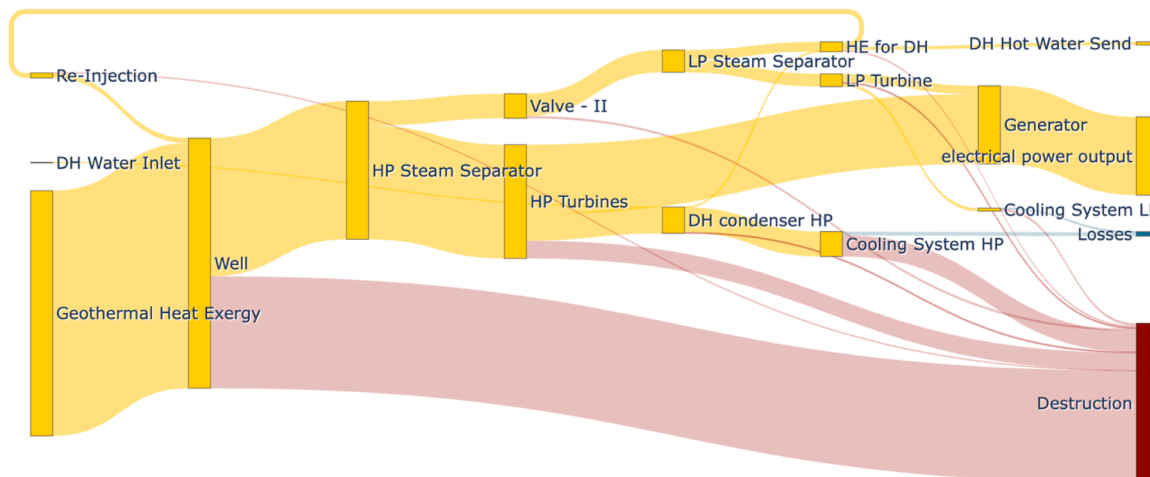 DH Hot Water Send
HE for DH
LP Steam Separator
Re-Injection
LP Turbine
Valve - II
Generator
electrical power output
DH Water Inlet
HP Steam Separator
HP Turbines
Cooling System L
DH condenser HP
Losses
Cooling System HP
Well
Geothermal Heat Exergy
Destruction